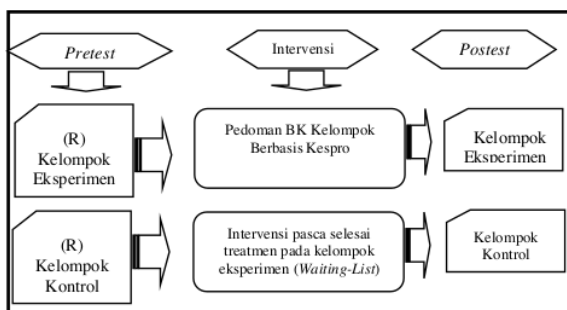 Pretest
Intervensi
Postest
(R)
Kelompok
Eksperimen
Pedoman BK Kelompok
Berbasis Kespro
Kelompok
Eksperimen
(R)
Kelompok
Kontrol
Intervensi pasca selesai
treatmen pada kelompok
eksperimen (Waiting-List)
Kelompok
Kontrol